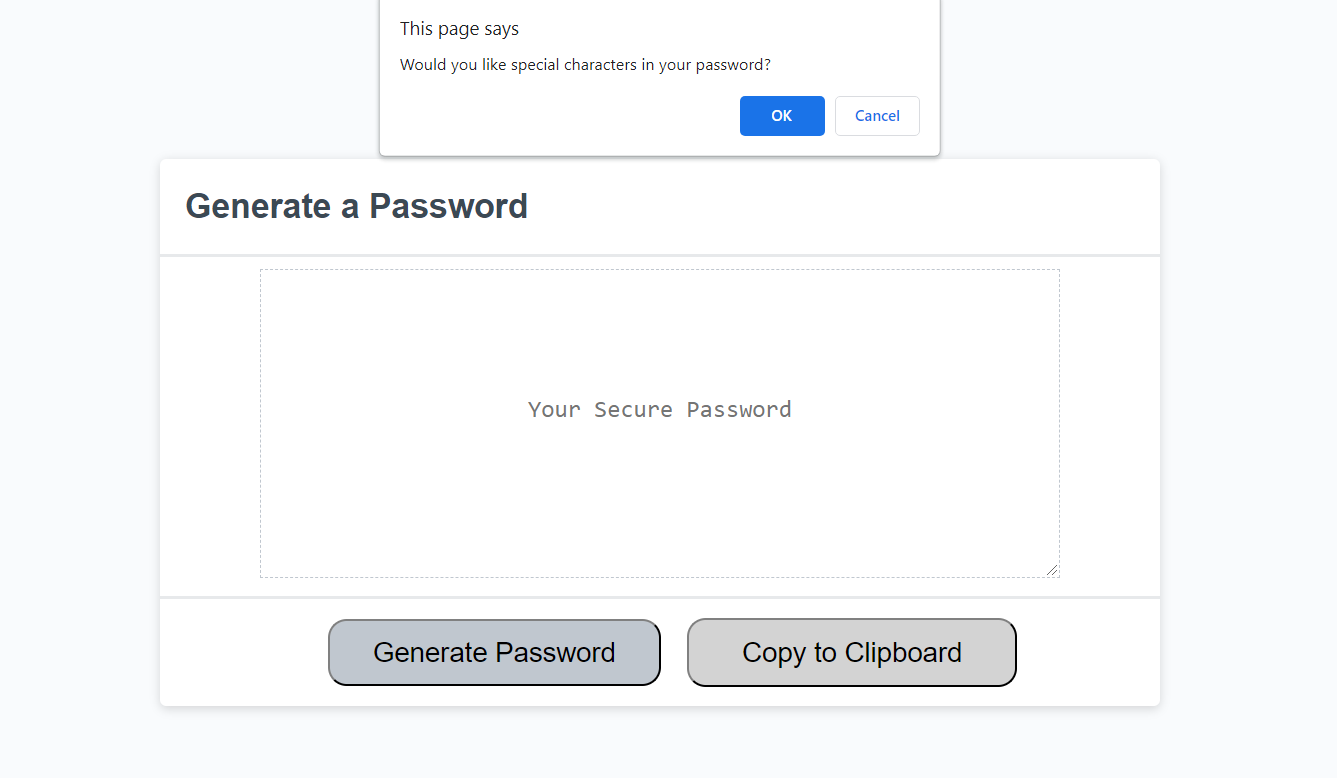 This page says
Would you like special characters in your password?
OK Cancel
Generate a Password
Your Secure Password
Generate Password Copy to Clipboard